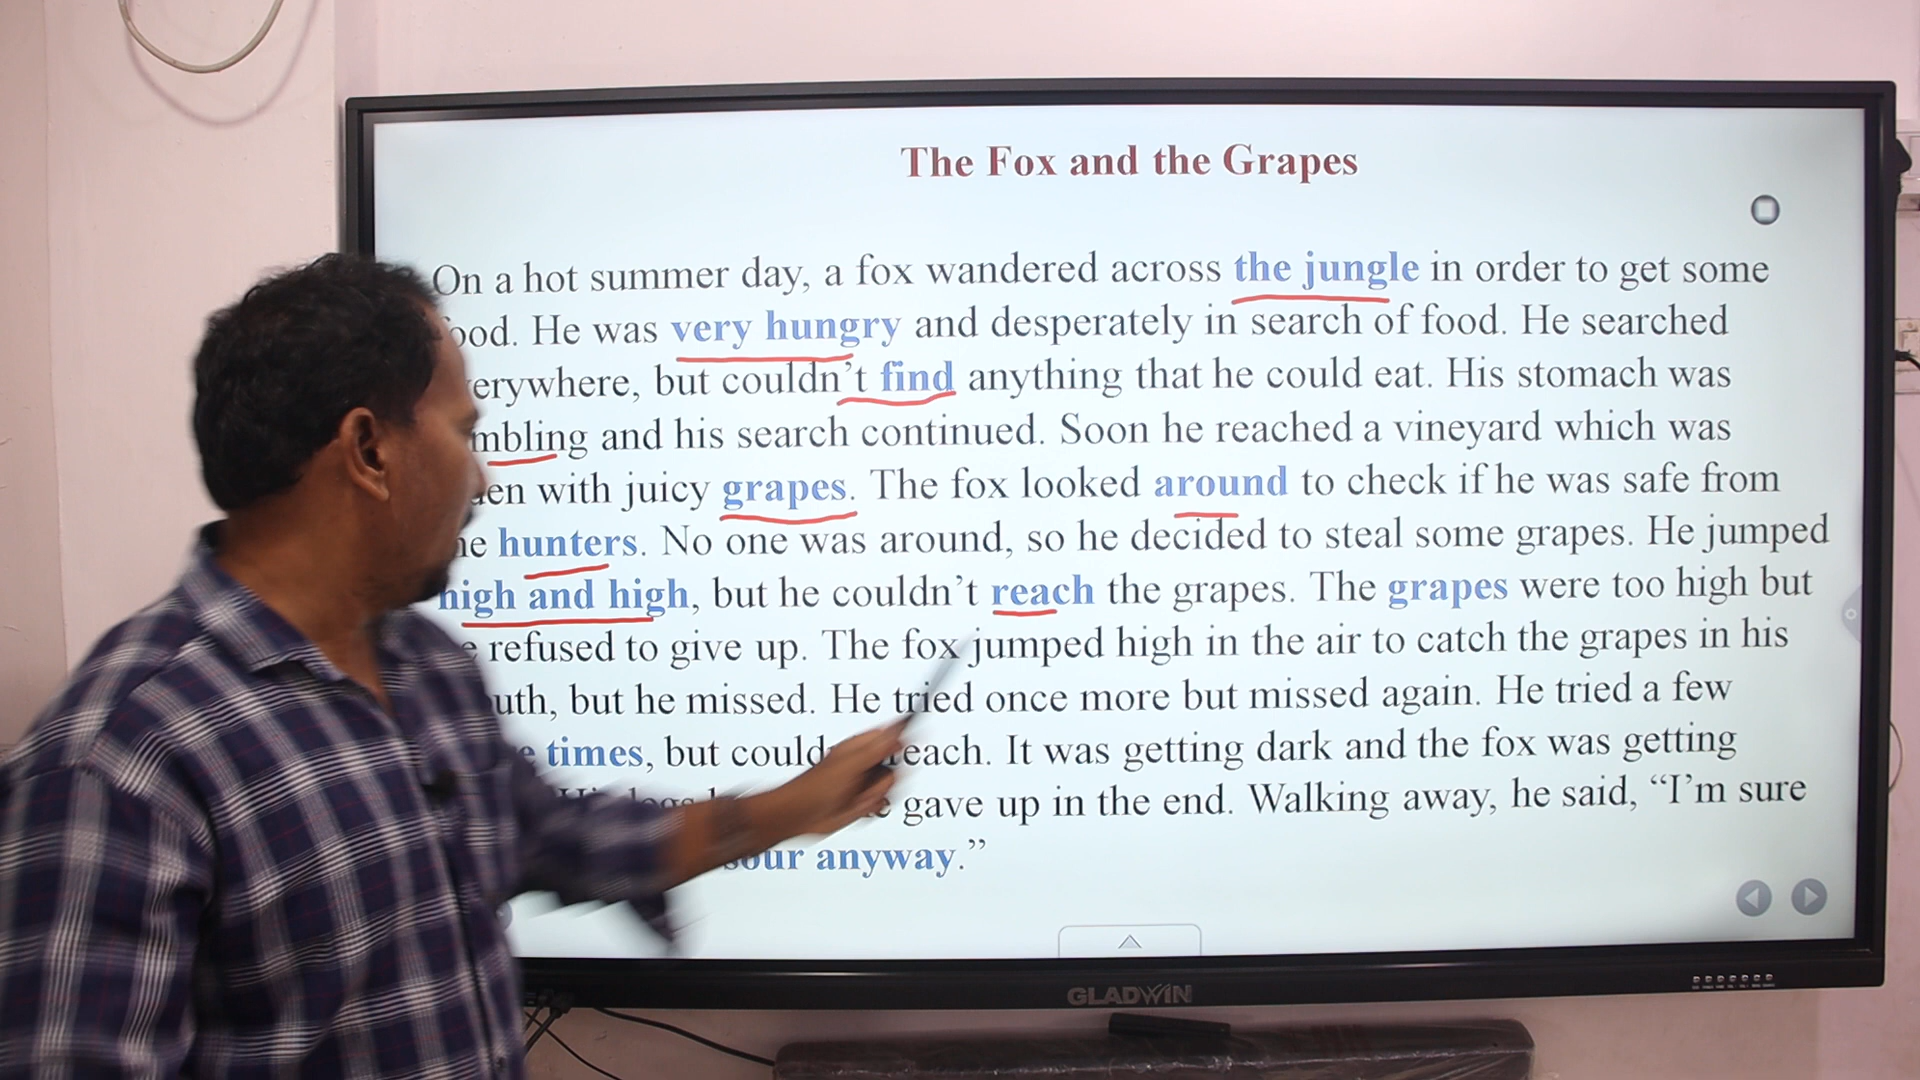 The Fox and the Grapes
On a hot summer day, a fox wandered across the jungle in order to get some
food. He was very hungry and desperately in search of food. He searched
erywhere, but couldn't find anything that he could eat. His stomach was
mbling and his search continued. Soon he reached a vineyard which was
en with juicy grapes. The fox looked around to check if he was safe from
he hunters. No one was around, so he decided to steal some grapes. He jumped
high and high, but he couldn't reach the grapes. The grapes were too high but
refused to give up. The fox jumped high in the air to catch the grapes in his
uth, but he missed. He tried once more but missed again. He tried a few
times, but could reach. It was getting dark and the fox was getting
gave up in the end. Walking away, he said, “I'm sure
sour anyway.”
GLADWIN